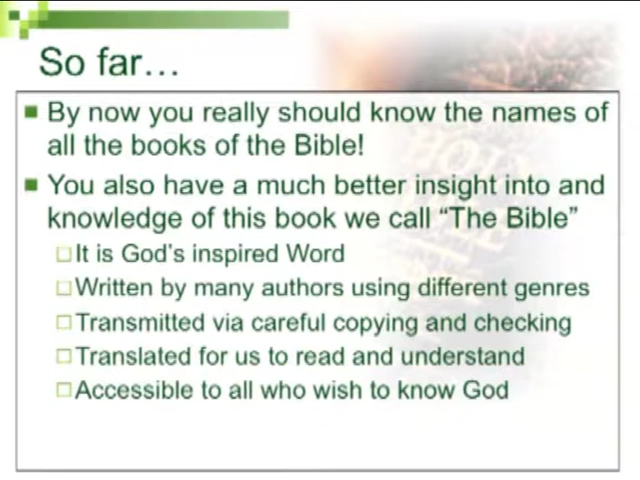 So far…
By now you really should know the names of
all the books of the Bible!
You also have a much better insight into and
knowledge of this book we call “The Bible”
It is God's inspired Word
Written by many authors using different genres
Transmitted via careful copying and checking
Translated for us to read and understand
Accessible to all who wish to know God
HOLY
BIBLE